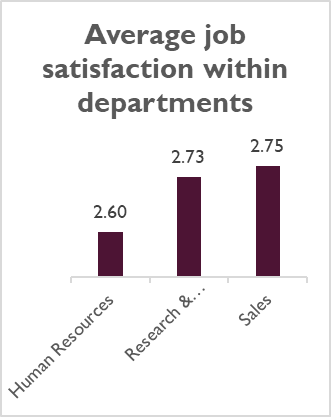 Average job
satisfaction within
departments
2.60
2.73
2.75
Human Resources
Research &...
Sales